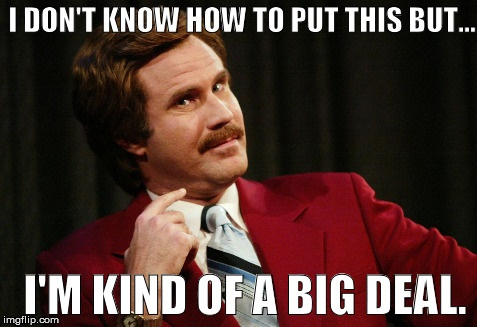 I DON'T KNOW HOW TO PUT THIS BUT...
I'M KIND OF A BIG DEAL.
imgflip.com